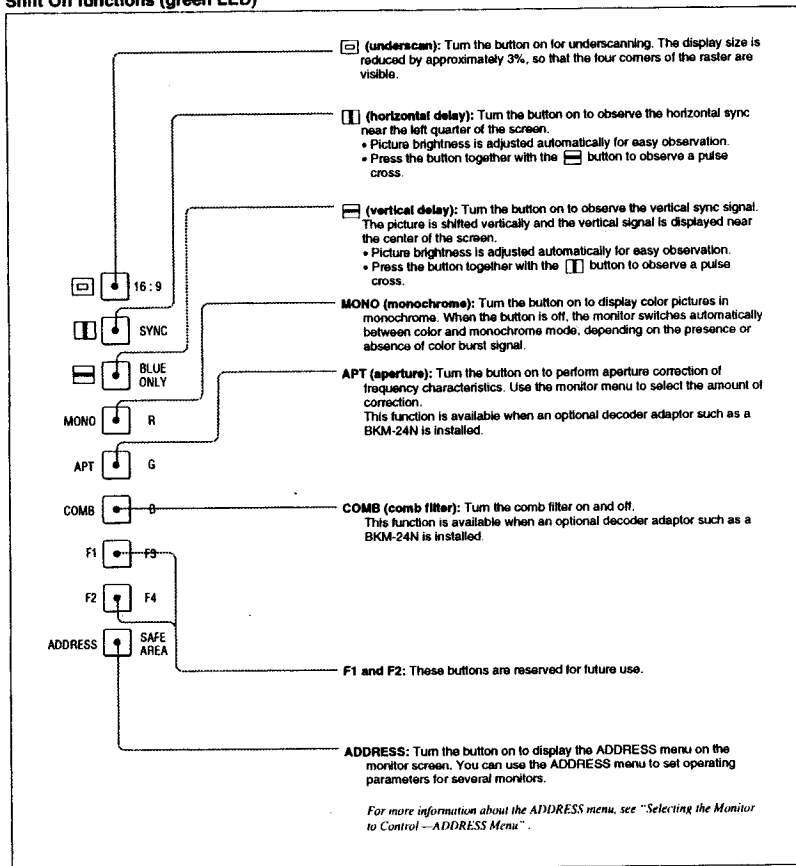 Shift On functions (green LED)
(underscan): Turn the button on for underscanning. The display size is
reduced by approximately 3%, so that the four corners of the raster are
visible.
(horizontal delay): Turn the button on to observe the horizontal sync
near the left quarter of the screen.
• Picture brightness is adjusted automatically for easy observation.
• Press the button together with the button to observe a pulse
cross.
(vertical delay): Turn the button on to observe the vertical sync signal.
The picture is shifted vertically and the vertical signal is displayed near
the center of the screen.
• Picture brightness is adjusted automatically for easy observation.
• Press the button together with the button to observe a pulse
cross.
MONO (monochrome): Turn the button on to display color pictures in
monochrome. When the button is off, the monitor switches automatically
between color and monochrome mode, depending on the presence or
absence of color burst signal.
APT (aperture): Turn the button on to perform aperture correction of
frequency characteristics. Use the monitor menu to select the amount of
correction.
This function is available when an optional decoder adaptor such as a
BKM-24N is installed.
COMB (comb filter): Turn the comb filter on and off.
This function is available when an optional decoder adaptor such as a
BKM-24N is installed.
F1 and F2: These buttons are reserved for future use.
ADDRESS: Turn the button on to display the ADDRESS menu on the
monitor screen. You can use the ADDRESS menu to set operating
parameters for several monitors.
For more information about the ADDRESS menu, see "Selecting the Monitor
to Control —ADDRESS Menu" .
16 : 9
SYNC
BLUE
ONLY
MONO R
APT G
COMB B
F1 F3
F2 F4
ADDRESS SAFE
AREA